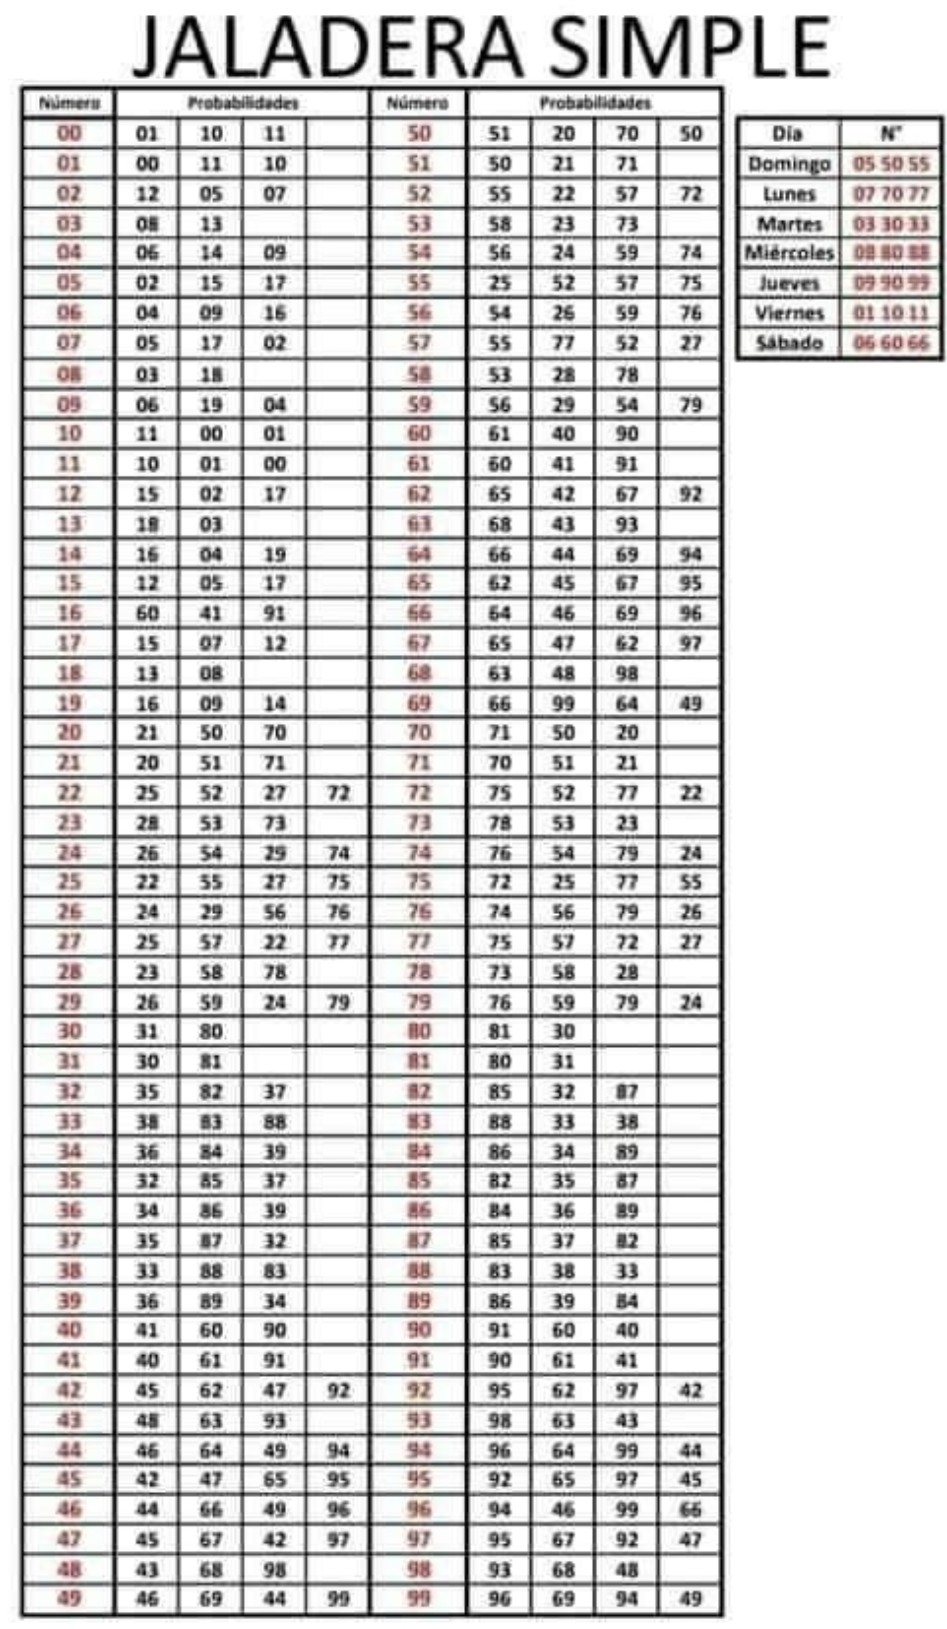 JALADERA SIMPLE
Número Probabilidades Número Probabilidades
00 01 10 11 50 51 20 70 50 Día N°
01 00 11 10 51 50 21 71 Domingo 05 50 55
02 12 05 07 52 55 22 57 72 Lunes 07 70 77
03 08 13 53 58 23 73 Martes 03 30 33
04 06 14 09 54 56 24 59 74 Miércoles 08 80 88
05 02 15 17 55 25 52 57 75 Jueves 09 90 99
06 04 09 16 56 54 26 59 76 Viernes 01 10 11
07 05 17 02 57 55 77 52 27 Sábado 06 60 66
08 03 18 58 53 28 78
09 06 19 04 59 56 29 54 79
10 11 00 01 60 61 40 90
11 10 01 00 61 60 41 91
12 15 02 17 62 65 42 67 92
13 18 03 63 68 43 93
14 16 04 19 64 66 44 69 94
15 12 05 17 65 62 45 67 95
16 60 41 91 66 64 46 69 96
17 15 07 12 67 65 47 62 97
18 13 08 68 63 48 98
19 16 09 14 69 66 99 64 49
20 21 50 70 70 71 50 20
21 20 51 71 71 70 51 21
22 25 52 27 72 72 75 52 77 22
23 28 53 73 73 78 53 23
24 26 54 29 74 74 76 54 79 24
25 22 55 27 75 75 72 25 77 55
26 24 29 56 76 76 74 56 79 26
27 25 57 22 77 77 75 57 72 27
28 23 58 78 78 73 58 28
29 26 59 24 79 79 76 59 79 24
30 31 80 80 81 30
31 30 81 81 80 31
32 35 82 37 82 85 32 87
33 38 83 88 83 88 33 38
34 36 84 39 84 86 34 89
35 32 85 37 85 82 35 87
36 34 86 39 86 84 36 89
37 35 87 32 87 85 37 82
38 33 88 83 88 83 38 33
39 36 89 34 89 86 39 84
40 41 60 90 90 91 60 40
41 40 61 91 91 90 61 41
42 45 62 47 92 92 95 62 97 42
43 48 63 93 93 98 63 43
44 46 64 49 94 94 96 64 99 44
45 42 47 65 95 95 92 65 97 45
46 44 66 49 96 96 94 46 99 66
47 45 67 42 97 97 95 67 92 47
48 43 68 98 98 93 68 48
49 46 69 44 99 99 96 69 94 49